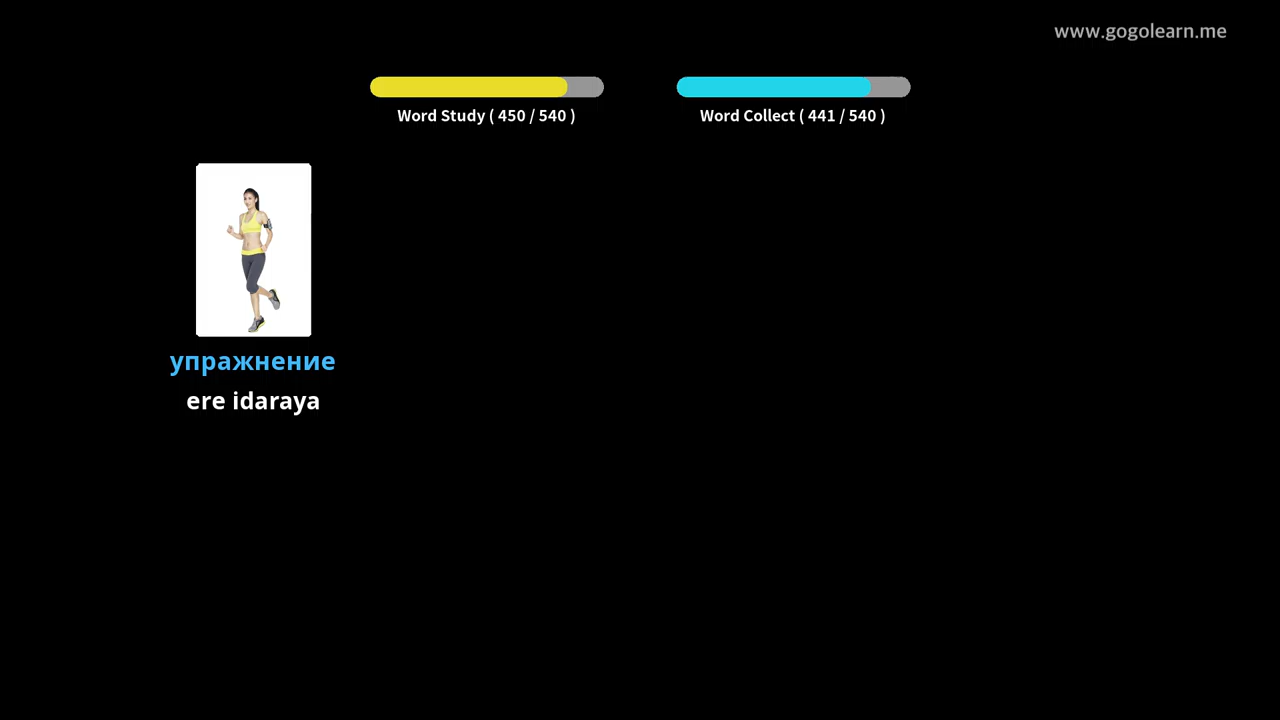 www.gogolearn.me
Word Study ( 450 / 540 )
Word Collect ( 441 / 540 )
упражнение
ere idaraya